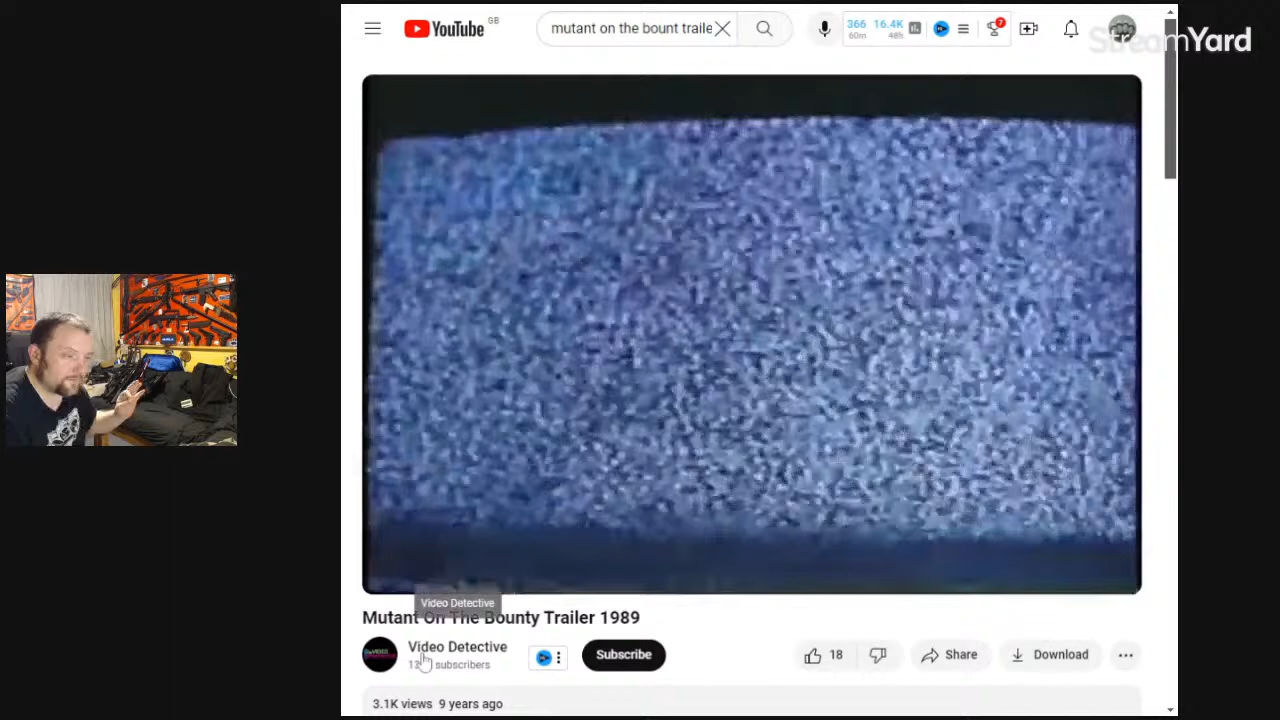 YouTube GB
mutant on the bount traile
366 16.4K
60m 48h
7
StreamYard
Video Detective
Mutant On The Bounty Trailer 1989
Video Detective
subscribers
Subscribe
18
Share
Download
3.1K views 9 years ago